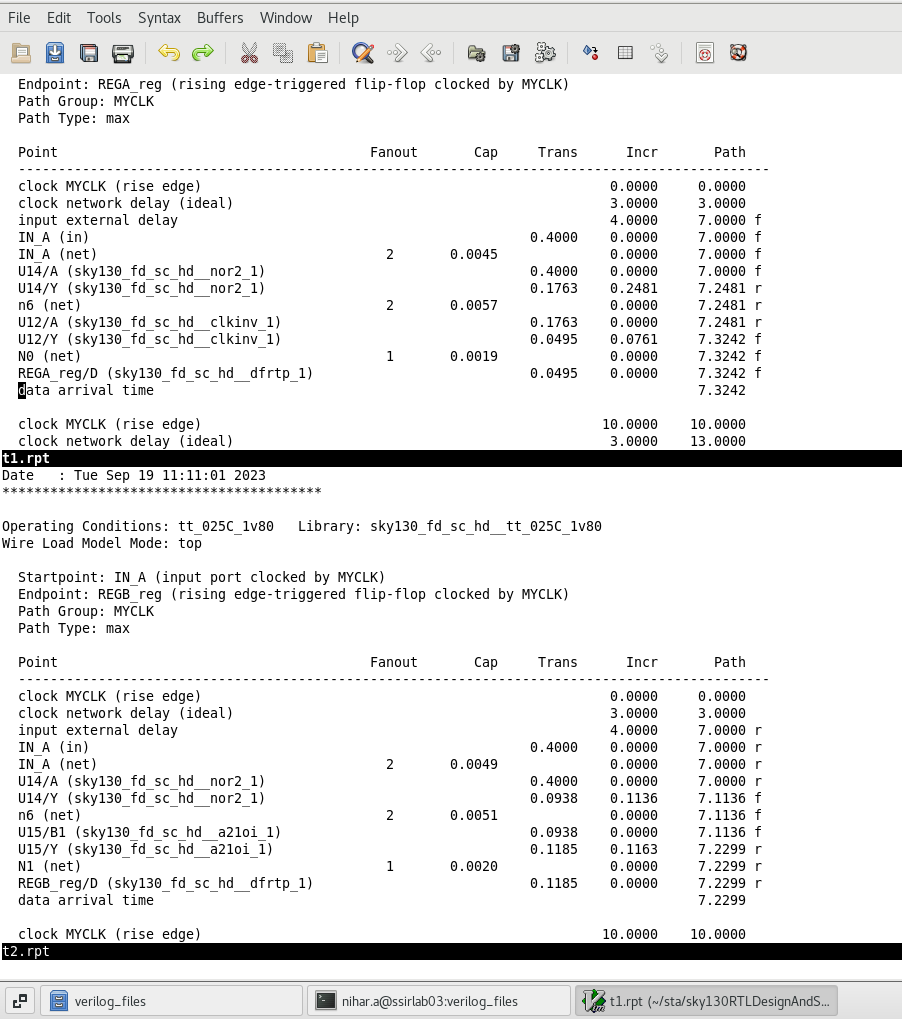 File Edit Tools Syntax Buffers Window Help
Endpoint: REGA_reg (rising edge-triggered flip-flop clocked by MYCLK)
Path Group: MYCLK
Path Type: max
Point Fanout Cap Trans Incr Path
-----------------------------------------------------------------------------------------------
clock MYCLK (rise edge) 0.0000 0.0000
clock network delay (ideal) 3.0000 3.0000
input external delay 4.0000 7.0000 f
IN_A (in) 0.4000 0.0000 7.0000 f
IN_A (net) 2 0.0045 0.0000 7.0000 f
U14/A (sky130_fd_sc_hd__nor2_1) 0.4000 0.0000 7.0000 f
U14/Y (sky130_fd_sc_hd__nor2_1) 0.1763 0.2481 7.2481 r
n6 (net) 2 0.0057 0.0000 7.2481 r
U12/A (sky130_fd_sc_hd__clkinv_1) 0.1763 0.0000 7.2481 r
U12/Y (sky130_fd_sc_hd__clkinv_1) 0.0495 0.0761 7.3242 f
N0 (net) 1 0.0019 0.0000 7.3242 f
REGA_reg/D (sky130_fd_sc_hd__dfrtp_1) 0.0495 0.0000 7.3242 f
data arrival time 7.3242
clock MYCLK (rise edge) 10.0000 10.0000
clock network delay (ideal) 3.0000 13.0000
t1.rpt
Date : Tue Sep 19 11:11:01 2023
****************************************
Operating Conditions: tt_025C_1v80 Library: sky130_fd_sc_hd__tt_025C_1v80
Wire Load Model Mode: top
Startpoint: IN_A (input port clocked by MYCLK)
Endpoint: REGB_reg (rising edge-triggered flip-flop clocked by MYCLK)
Path Group: MYCLK
Path Type: max
Point Fanout Cap Trans Incr Path
-----------------------------------------------------------------------------------------------
clock MYCLK (rise edge) 0.0000 0.0000
clock network delay (ideal) 3.0000 3.0000
input external delay 4.0000 7.0000 r
IN_A (in) 0.4000 0.0000 7.0000 r
IN_A (net) 2 0.0049 0.0000 7.0000 r
U14/A (sky130_fd_sc_hd__nor2_1) 0.4000 0.0000 7.0000 r
U14/Y (sky130_fd_sc_hd__nor2_1) 0.0938 0.1136 7.1136 f
n6 (net) 2 0.0051 0.0000 7.1136 f
U15/B1 (sky130_fd_sc_hd__a21oi_1) 0.0938 0.0000 7.1136 f
U15/Y (sky130_fd_sc_hd__a21oi_1) 0.1185 0.1163 7.2299 r
N1 (net) 1 0.0020 0.0000 7.2299 r
REGB_reg/D (sky130_fd_sc_hd__dfrtp_1) 0.1185 0.0000 7.2299 r
data arrival time 7.2299
clock MYCLK (rise edge) 10.0000 10.0000
t2.rpt
verilog_files nihar.a@ssirlab03:verilog_files t1.rpt (~/sta/sky130RTLDesignAndS...